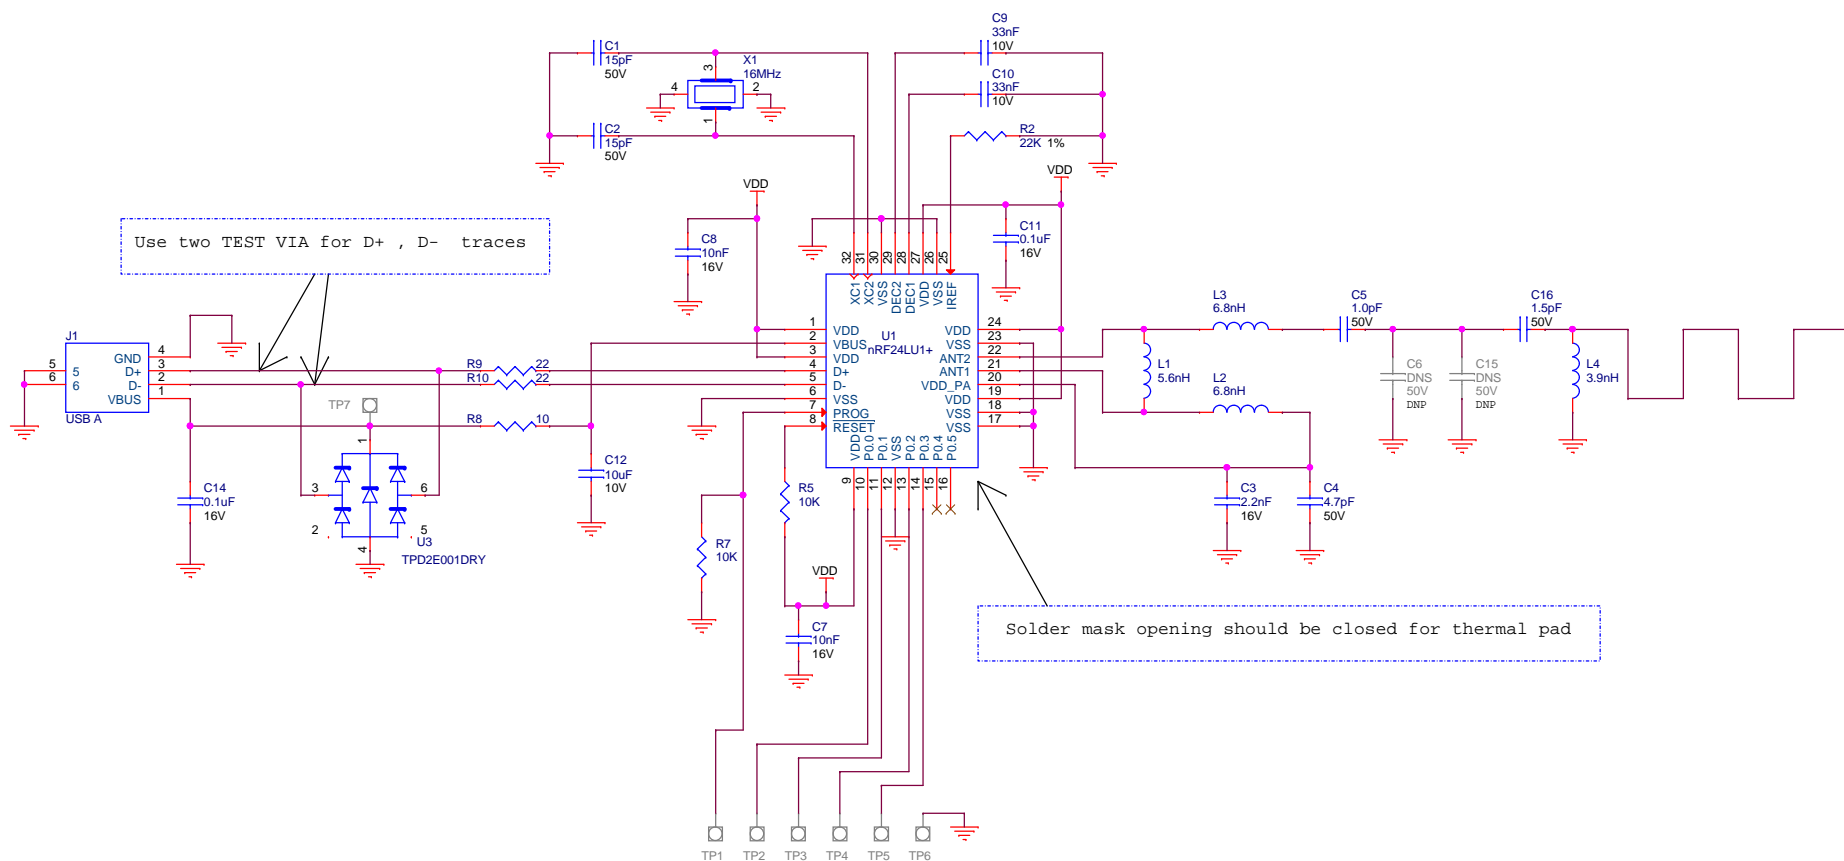 C9
33nF
10V
C1
15pF
50V
X1
16MHz
3
4
2
1
C10
33nF
10V
C2
15pF
50V
R2
22K 1%
VDD
VDD
Use two TEST VIA for D+ , D- traces
C8
10nF
16V
C11
0.1uF
16V
32
31
30
29
28
27
26
25
XC1
XC2
VSS
DEC2
DEC1
VDD
VSS
IREF
U1
nRF24LU1+
1
2
3
4
5
6
7
8
VDD
VBUS
VDD
D+
D-
VSS
PROG
RESET
24
23
22
21
20
19
18
17
VDD
VSS
ANT2
ANT1
VDD_PA
VDD
VSS
VSS
VDD
P0.0
P0.1
VSS
P0.2
P0.3
P0.4
P0.5
9
10
11
12
13
14
15
16
L3
6.8nH
C5
1.0pF
50V
C16
1.5pF
50V
L1
5.6nH
L2
6.8nH
C6
DNS
50V
DNP
C15
DNS
50V
DNP
L4
3.9nH
J1
5
6
5
6
GND
D+
D-
VBUS
4
3
2
1
USB A
R9 22
R10 22
TP7
R8 10
C12
10uF
10V
C14
0.1uF
16V
1
3
6
2
5
4
U3
TPD2E001DRY
R5
10K
R7
10K
C3
2.2nF
16V
C4
4.7pF
50V
VDD
C7
10nF
16V
Solder mask opening should be closed for thermal pad
TP1 TP2 TP3 TP4 TP5 TP6